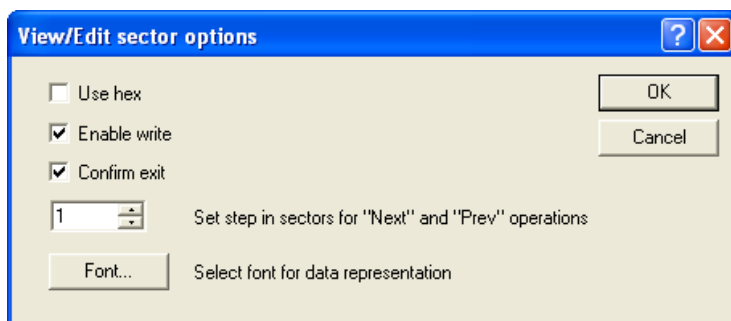 View/Edit sector options
Use hex
OK
Enable write
Cancel
Confirm exit
1 Set step in sectors for "Next" and "Prev" operations
Font... Select font for data representation